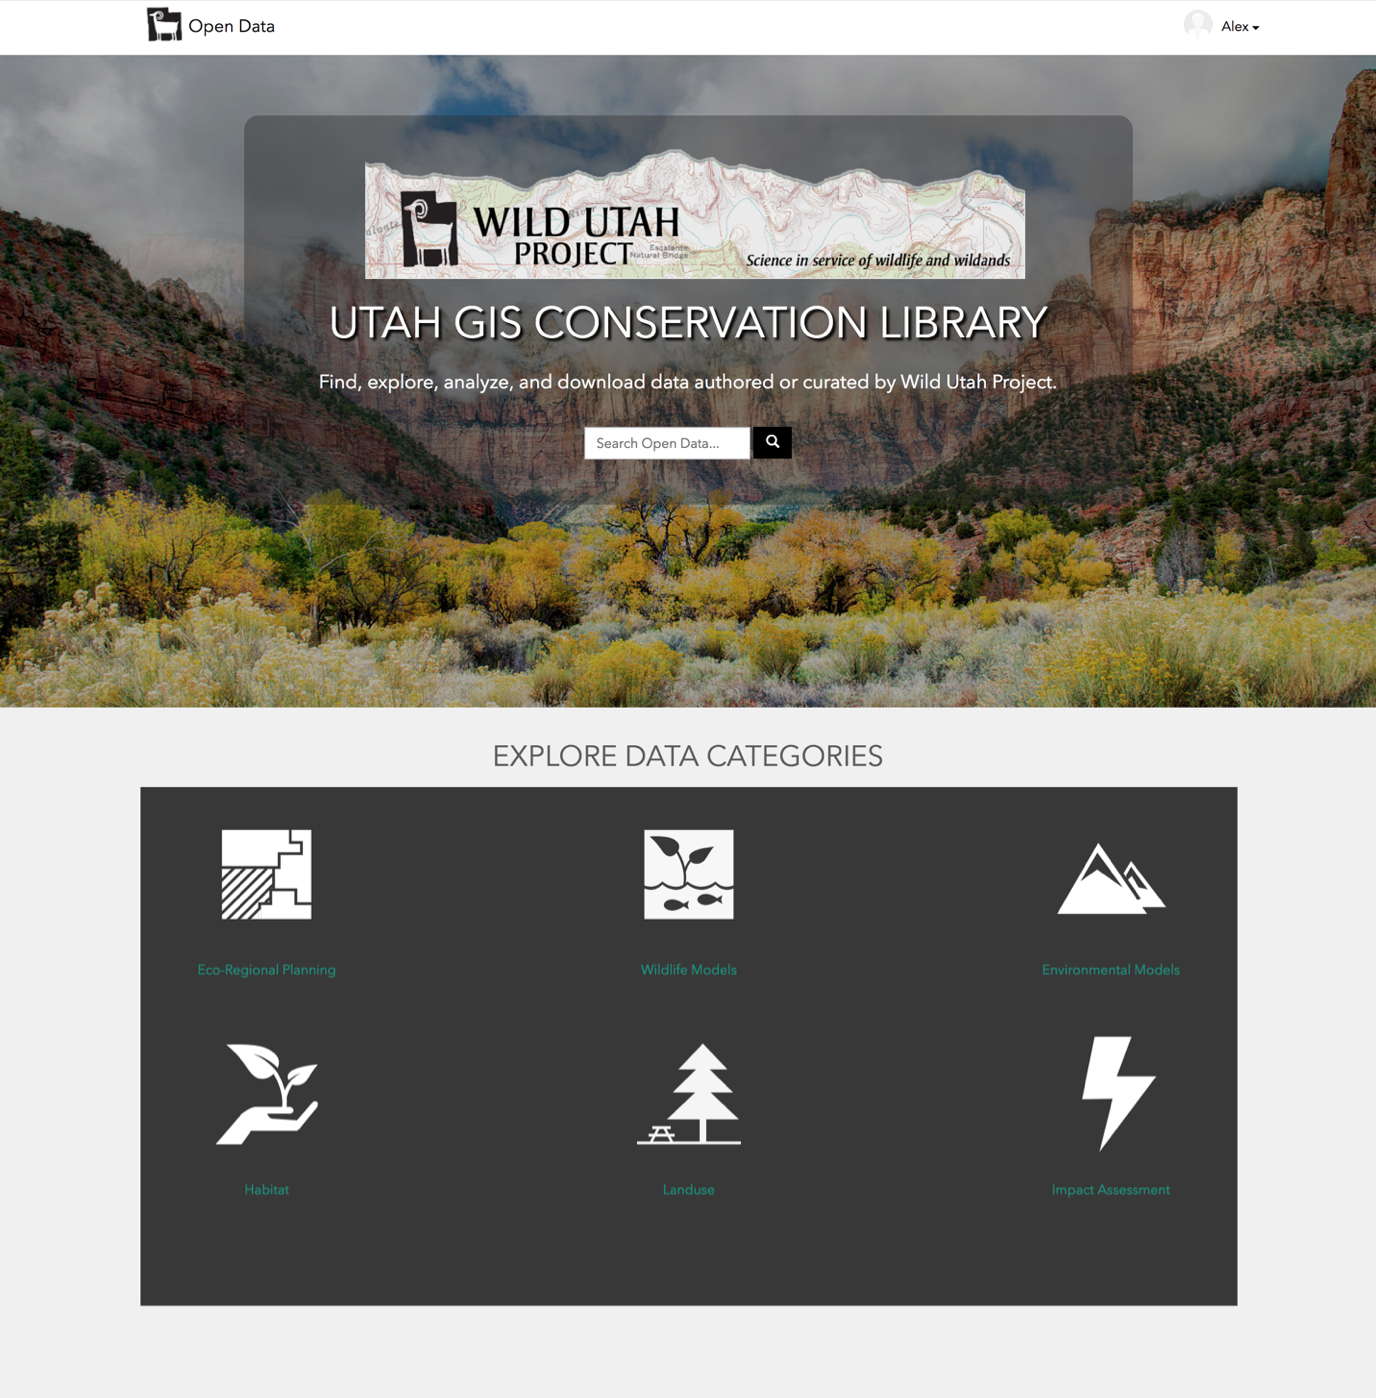 Open Data
Alex
WILD UTAH
PROJECT
Escalante
Natural Bridge
Science in service of wildlife and wildands
UTAH GIS CONSERVATION LIBRARY
Find, explore, analyze, and download data authored or curated by Wild Utah Project.
Search Open Data...
EXPLORE DATA CATEGORIES
Eco-Regional Planning
Wildlife Models
Environmental Models
Habitat
Landuse
Impact Assessment